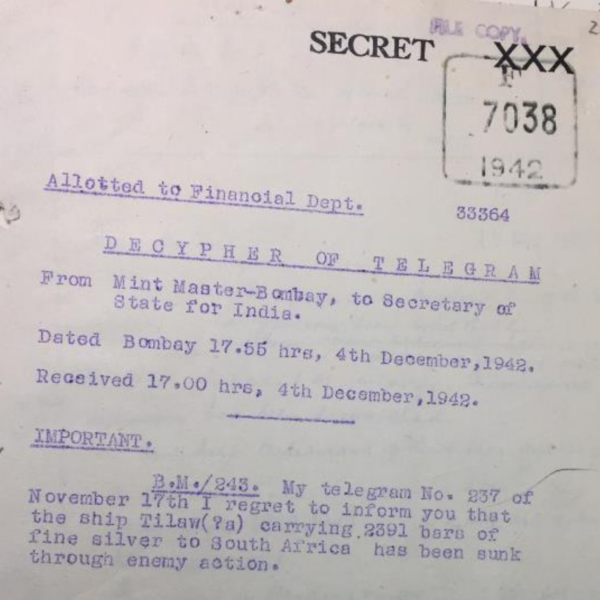 FILE COPY.
SECRET
XXX
F
7038
1942
Allotted to Financial Dept.
33364
DECYPHER OF TELEGRAM
From Mint Master-Bombay, to Secretary of
State for India.
Dated Bombay 17.55 hrs, 4th December,1942.
Received 17.00 hrs, 4th December,1942.
IMPORTANT.
B.M./243. My telegram No. 237 of
November 17th I regret to inform you that
the ship Tilaw(?a) carrying 2391 bars of
fine silver to South Africa has been sunk
through enemy action.